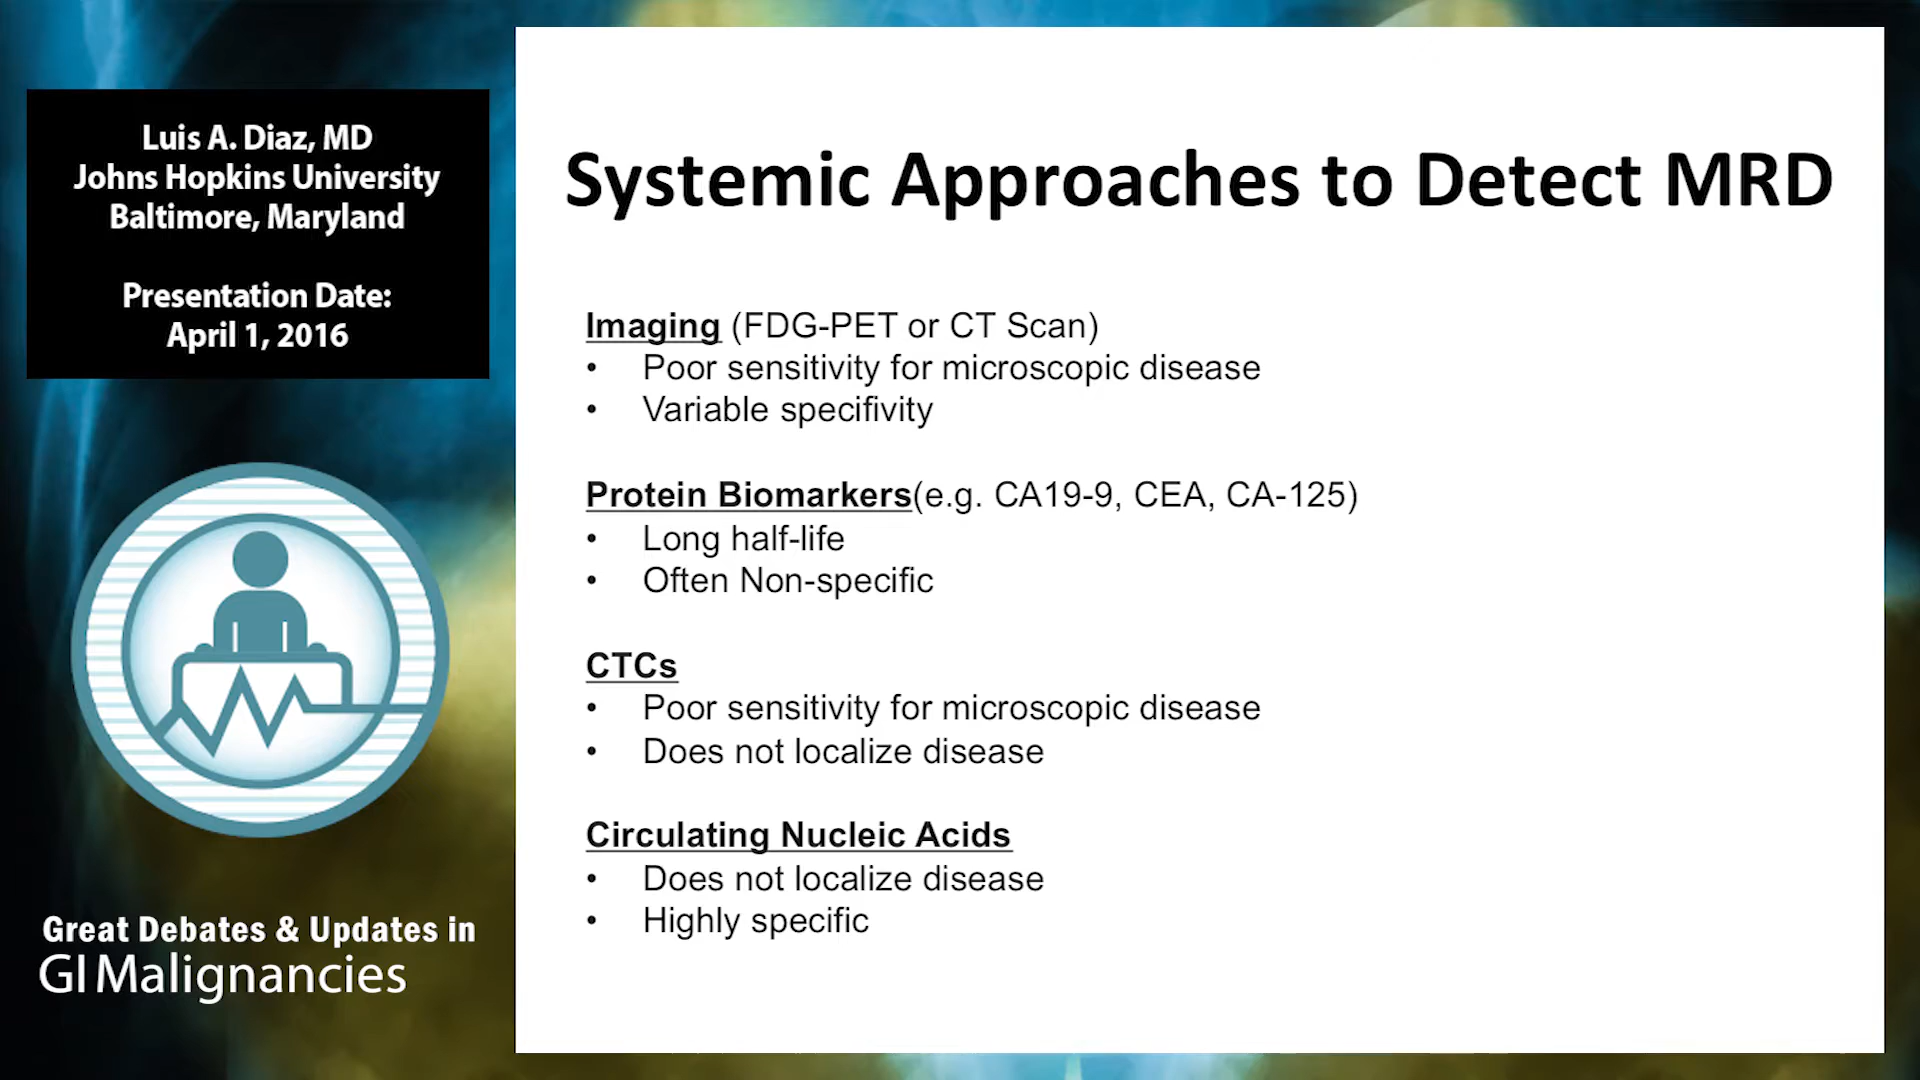 Luis A. Diaz, MD
Johns Hopkins University
Baltimore, Maryland
Presentation Date:
April 1, 2016
Great Debates & Updates in
GI Malignancies
Systemic Approaches to Detect MRD
Imaging (FDG-PET or CT Scan)
• Poor sensitivity for microscopic disease
• Variable specifivity
Protein Biomarkers(e.g. CA19-9, CEA, CA-125)
• Long half-life
• Often Non-specific
CTCs
• Poor sensitivity for microscopic disease
• Does not localize disease
Circulating Nucleic Acids
• Does not localize disease
• Highly specific